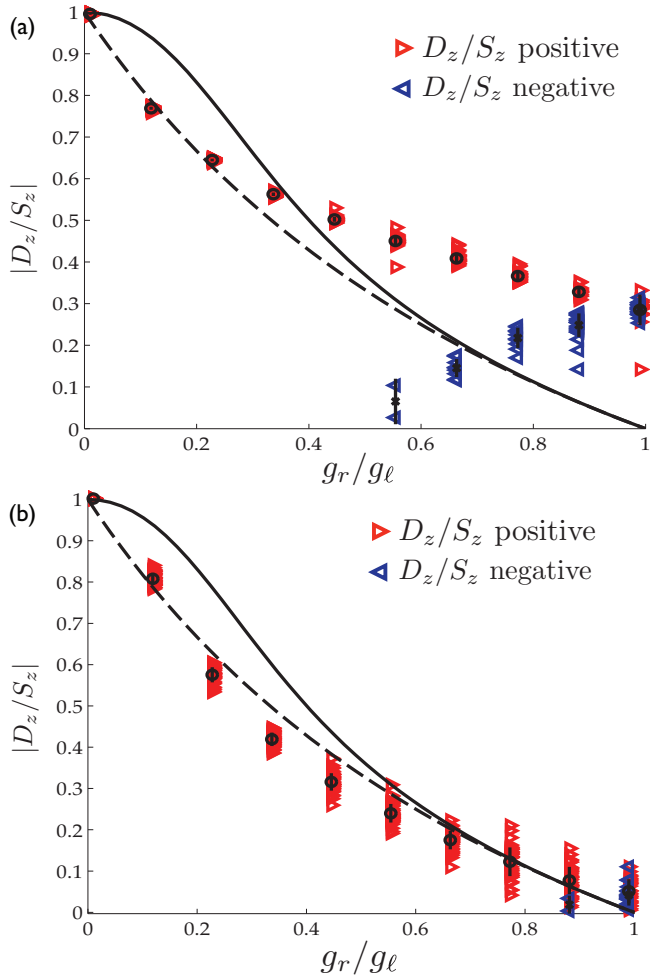 (a)
▷ D_z/S_z positive
◁ D_z/S_z negative
|D_z/S_z|
1
0.9
0.8
0.7
0.6
0.5
0.4
0.3
0.2
0.1
0
0 0.2 0.4 0.6 0.8 1
g_r/g_ℓ
(b)
▷ D_z/S_z positive
◁ D_z/S_z negative
|D_z/S_z|
1
0.9
0.8
0.7
0.6
0.5
0.4
0.3
0.2
0.1
0
0 0.2 0.4 0.6 0.8 1
g_r/g_ℓ